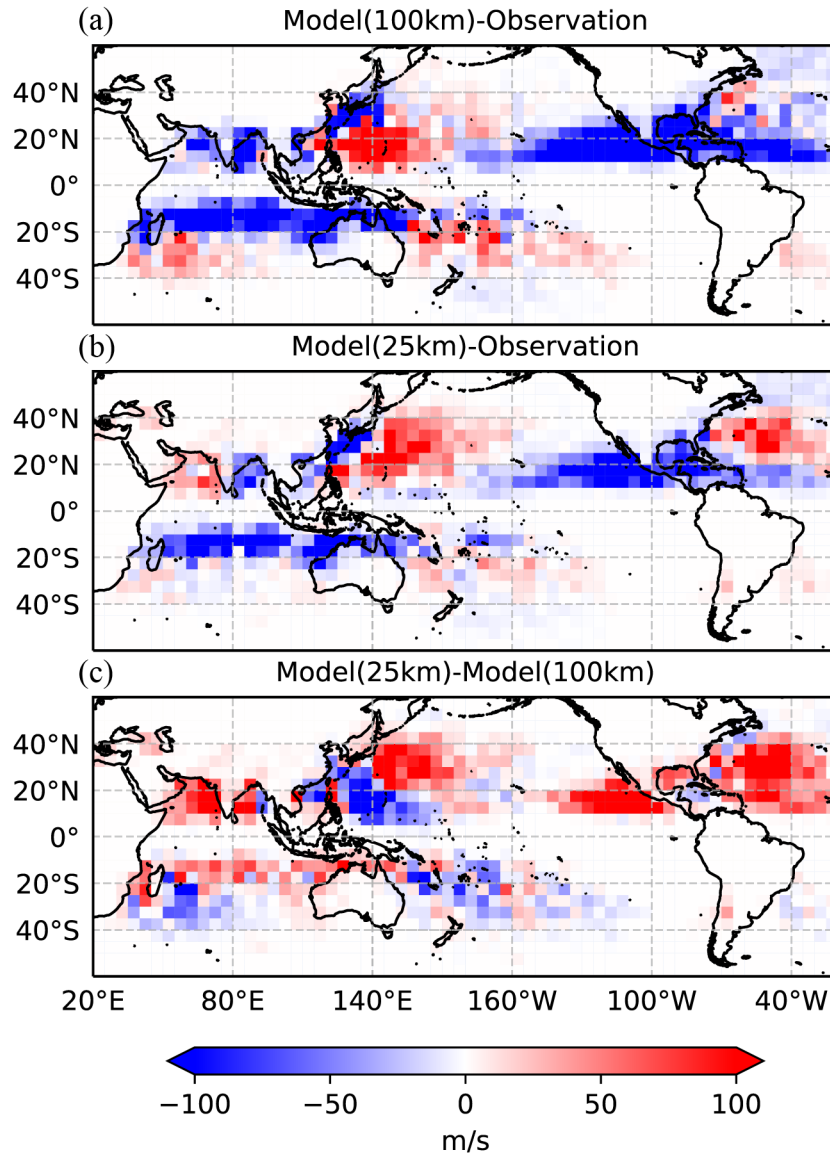 (a) Model(100km)-Observation
40°N
20°N
0°
20°S
40°S
(b) Model(25km)-Observation
40°N
20°N
0°
20°S
40°S
(c) Model(25km)-Model(100km)
40°N
20°N
0°
20°S
40°S
20°E 80°E 140°E 160°W 100°W 40°W
−100 −50 0 50 100
m/s